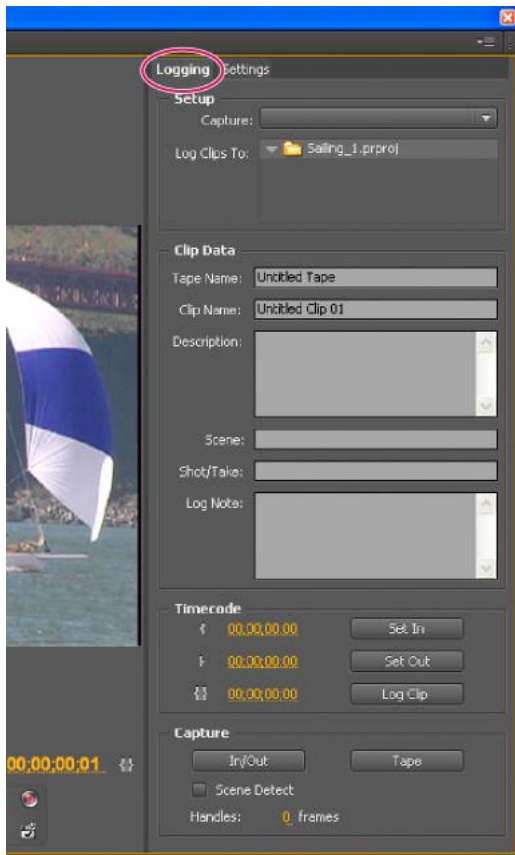 Logging Settings
Setup
Capture:
Log Clips To: Sailing_1.prproj
Clip Data
Tape Name: Untitled Tape
Clip Name: Untitled Clip 01
Description:
Scene:
Shot/Take:
Log Note:
Timecode
{ 00;00;00;00 Set In
} 00;00;00;00 Set Out
{} 00;00;00;00 Log Clip
Capture
In/Out Tape
00;00;00;01 {}
Scene Detect
Handles: 0 frames